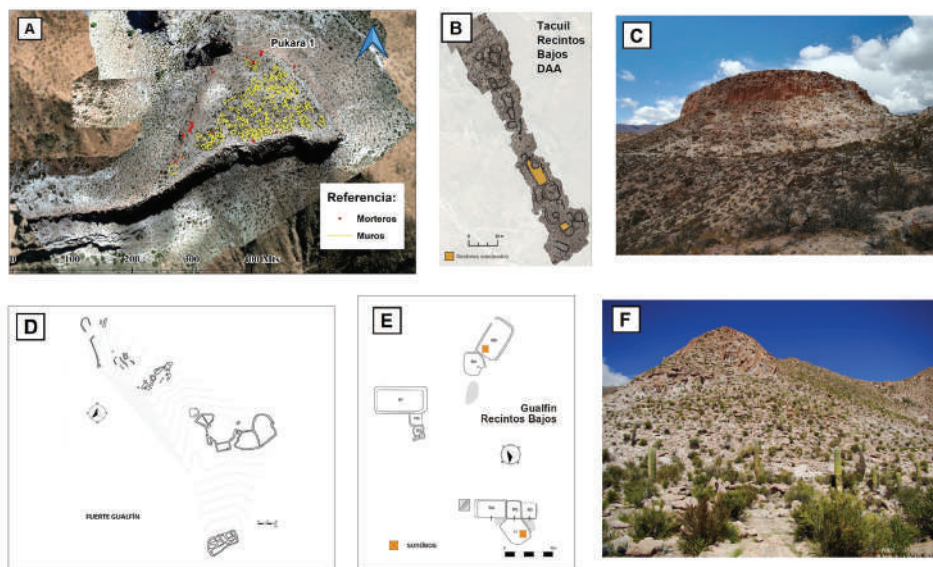 A
Pukara 1
Referencia:
Morteros
Muros
100
200
300
400 Mts
B
Tacuil
Recintos
Bajos
DAA
C
D
FUERTE GUALFÍN
E
Gualfin
Recintos Bajos
sondeos
F